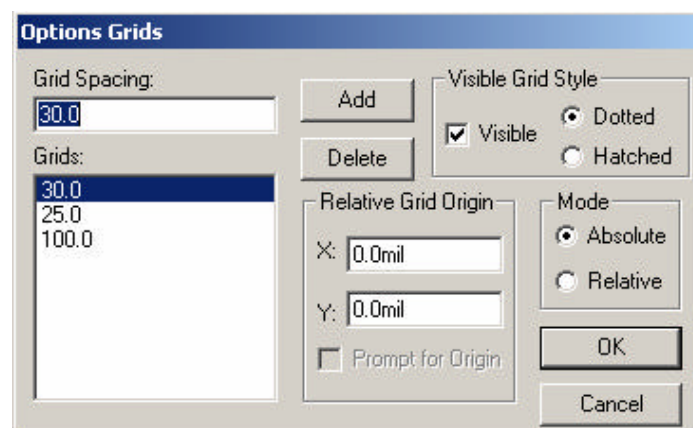 Options Grids
Grid Spacing:
30.0
Add
Delete
Visible Grid Style
Visible
Dotted
Hatched
Grids:
30.0
25.0
100.0
Relative Grid Origin
X: 0.0mil
Y: 0.0mil
Prompt for Origin
Mode
Absolute
Relative
OK
Cancel